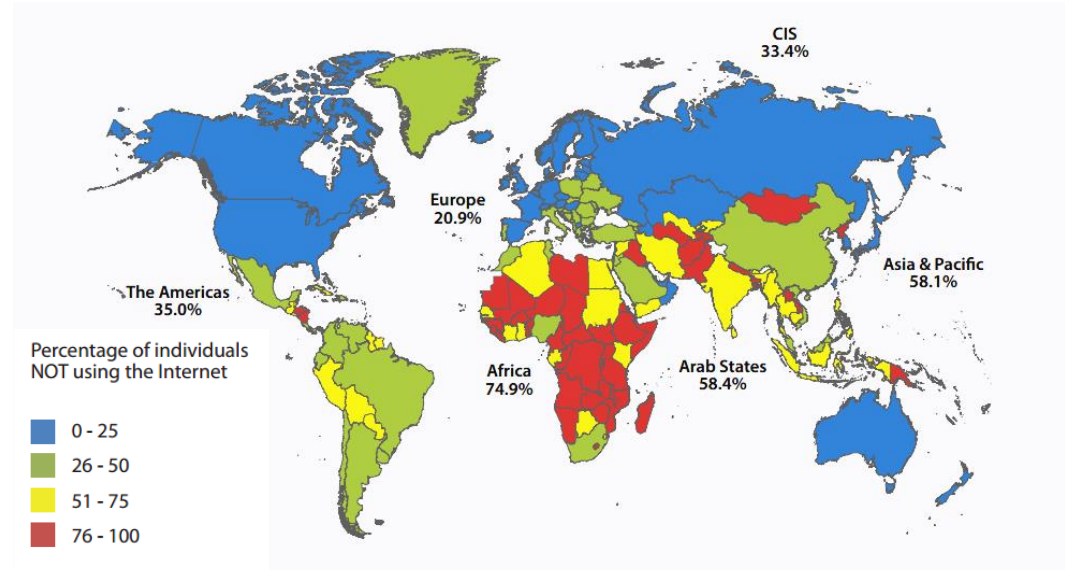 CIS
33.4%
Europe
20.9%
The Americas
35.0%
Asia & Pacific
58.1%
Africa
74.9%
Arab States
58.4%
Percentage of individuals
NOT using the Internet
0 - 25
26 - 50
51 - 75
76 - 100